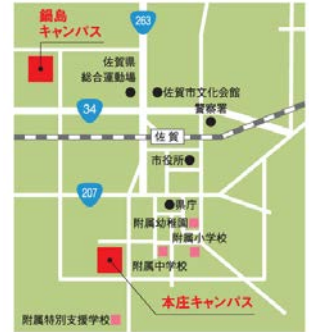 鍋島
キャンパス
263
佐賀県
総合運動場
佐賀市文化会館
34
警察署
佐賀
市役所
207
県庁
附属幼稚園
附属小学校
附属中学校
本庄キャンパス
附属特別支援学校